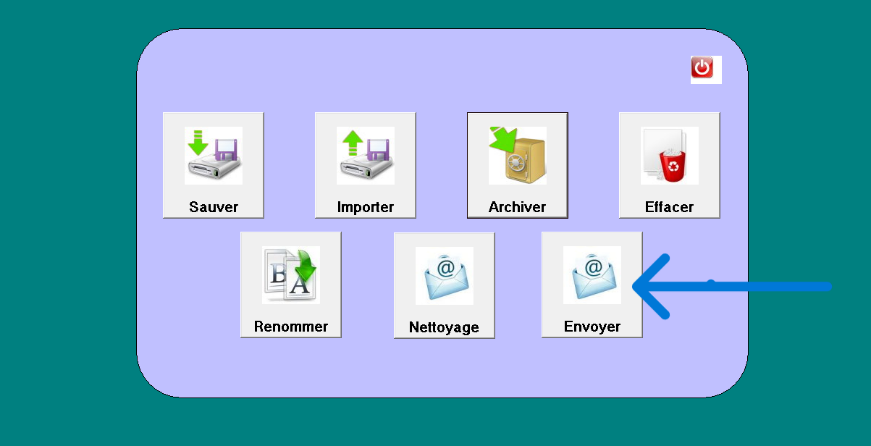 Sauver
Importer
Archiver
Effacer
B
A
@
@
Renommer
Nettoyage
Envoyer